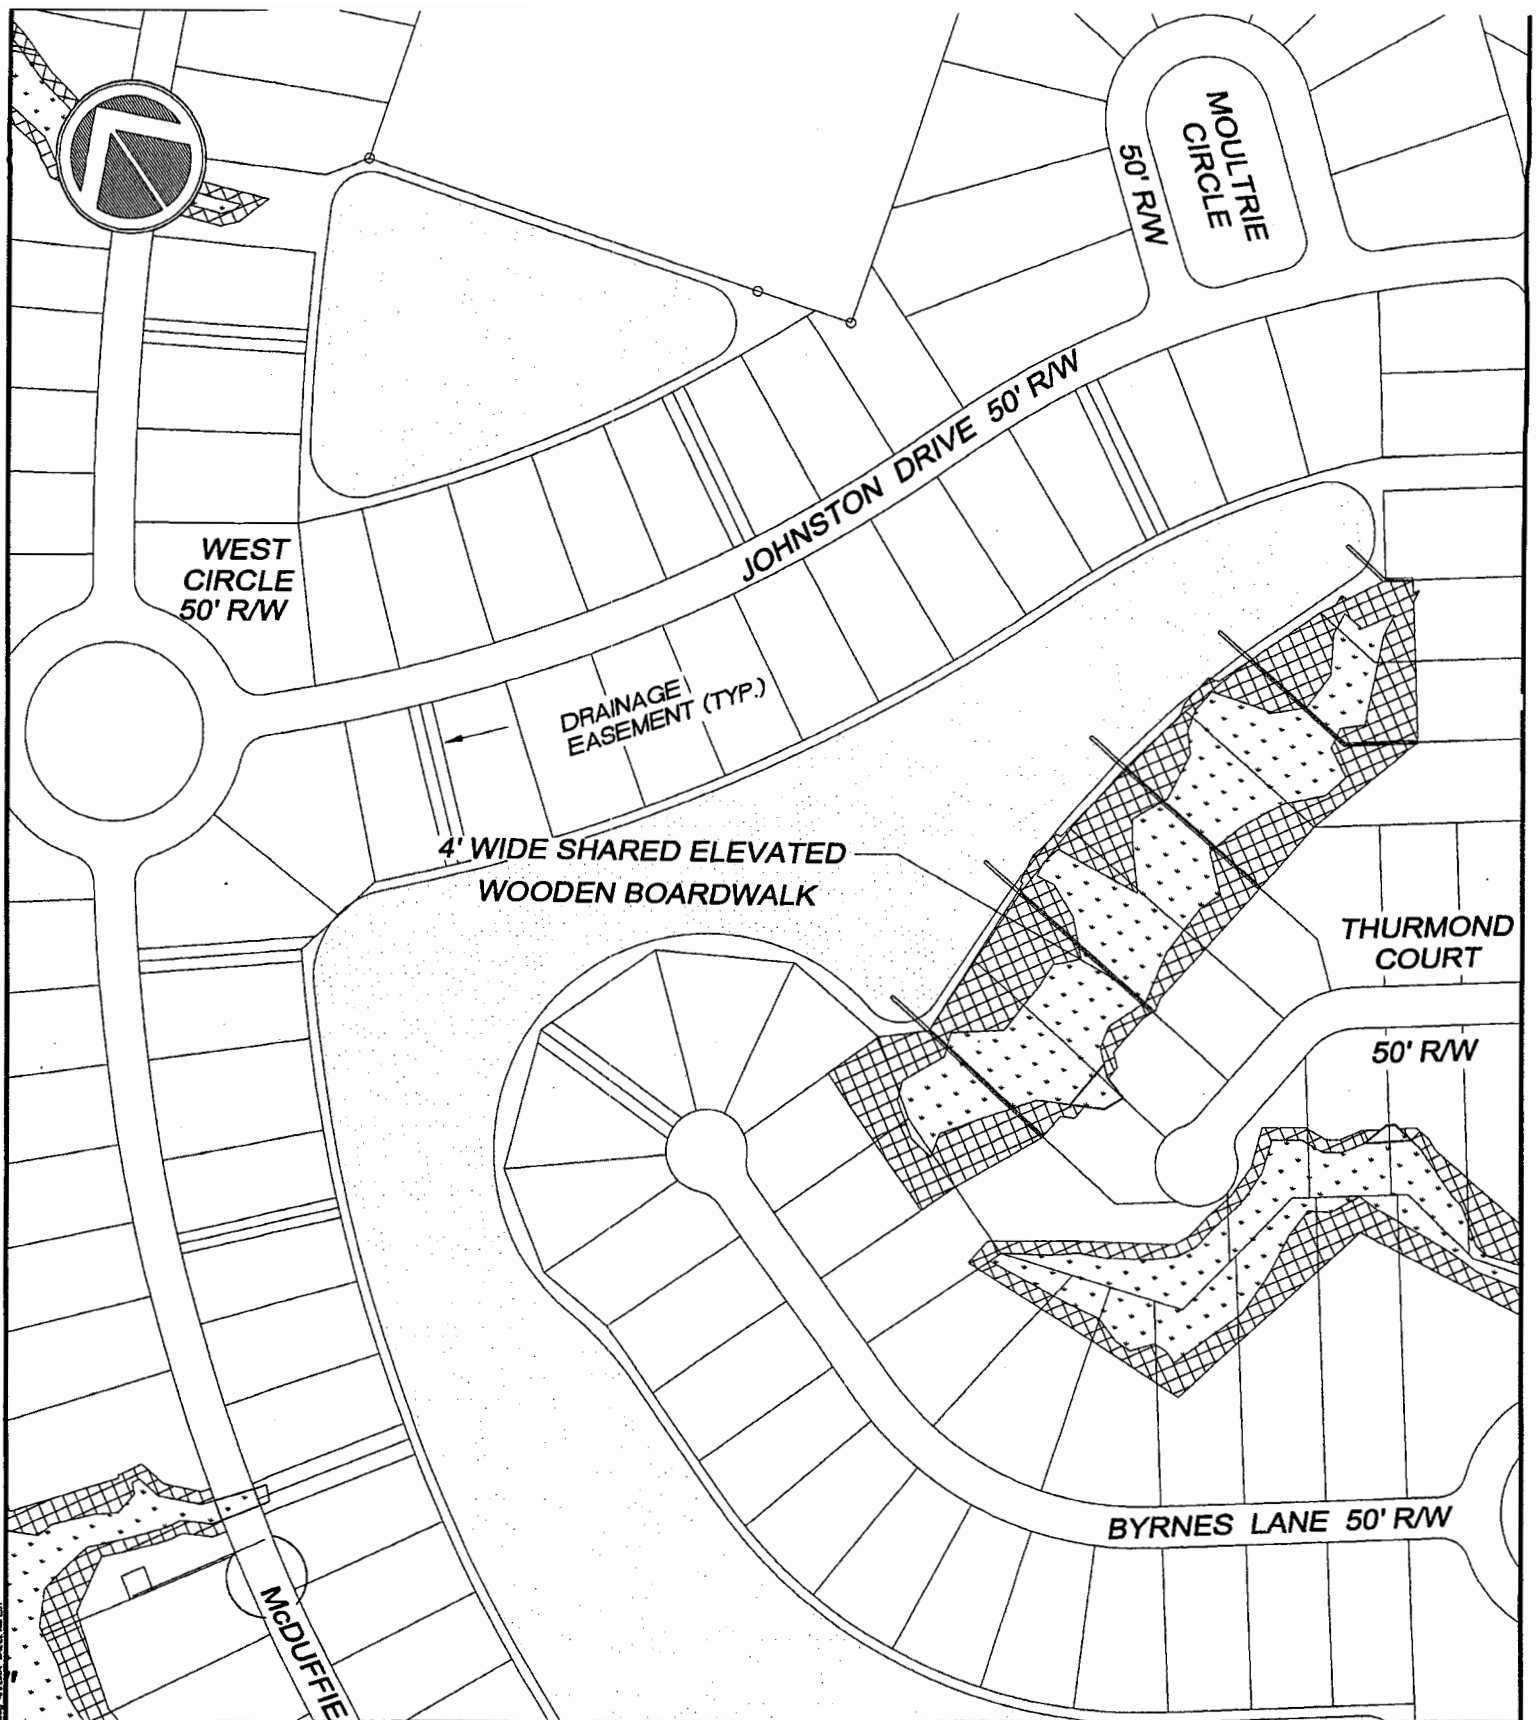 MOULTRIE
CIRCLE
50' R/W
JOHNSTON DRIVE 50' R/W
WEST
CIRCLE
50' R/W
DRAINAGE
EASEMENT (TYP.)
4' WIDE SHARED ELEVATED
WOODEN BOARDWALK
THURMOND
COURT
50' R/W
BYRNES LANE 50' R/W
McDUFFIE